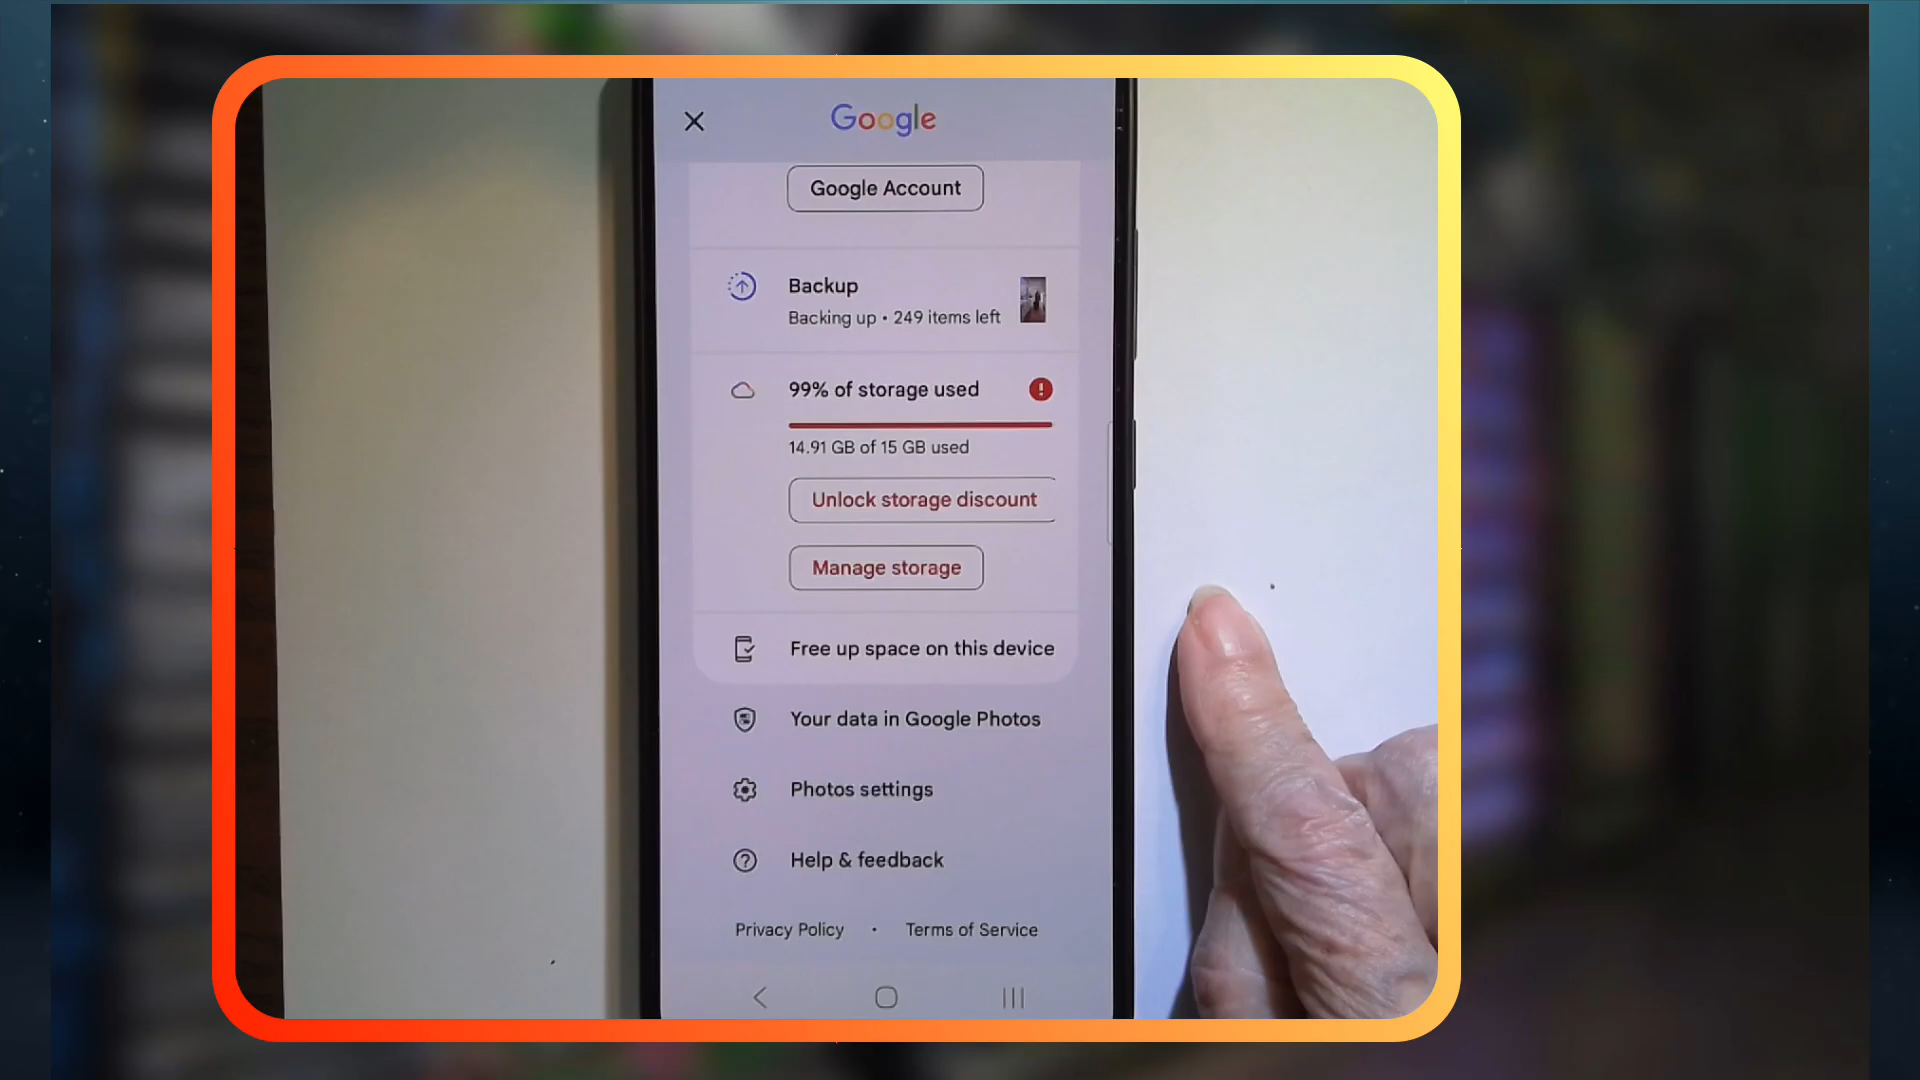 Google
Google Account
Backup
Backing up • 249 items left
99% of storage used
14.91 GB of 15 GB used
Unlock storage discount
Manage storage
Free up space on this device
Your data in Google Photos
Photos settings
Help & feedback
Privacy Policy • Terms of Service